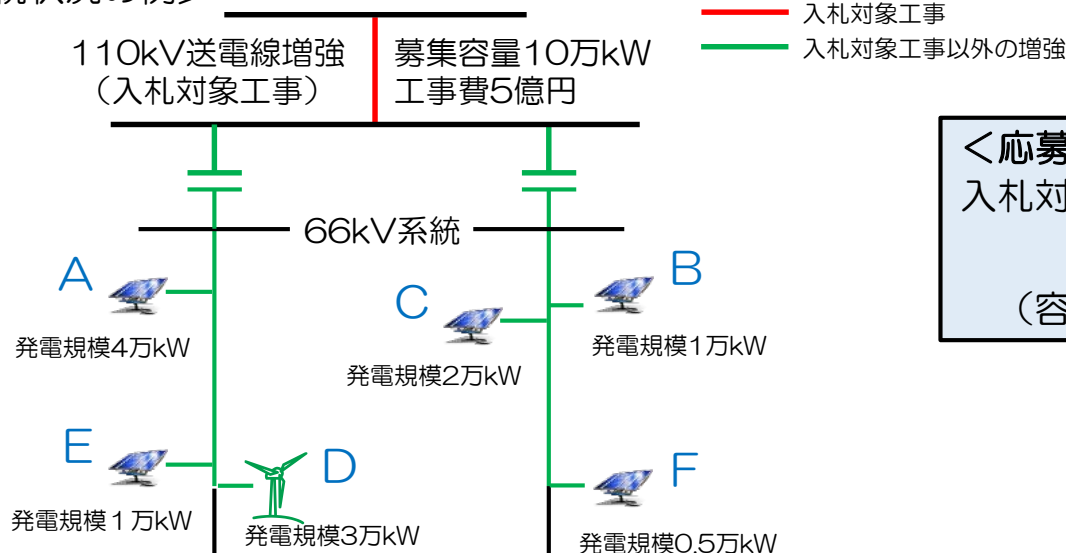 入札対象工事
入札対象工事以外の増強
110kV送電線増強
(入札対象工事)
募集容量10万kW
工事費5億円
<応募
入札対
(容
66kV系統
A
発電規模4万kW
C
発電規模2万kW
B
発電規模1万kW
E
発電規模1万kW
D
発電規模3万kW
F
発電規模0.5万kW